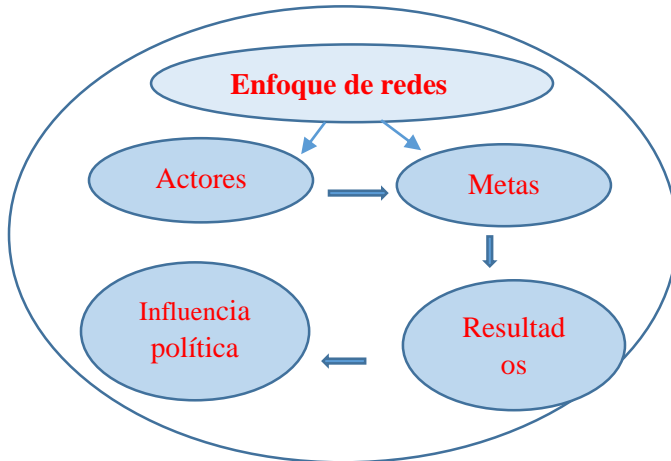 Enfoque de redes
Actores
Metas
Influencia
política
Resultad
os